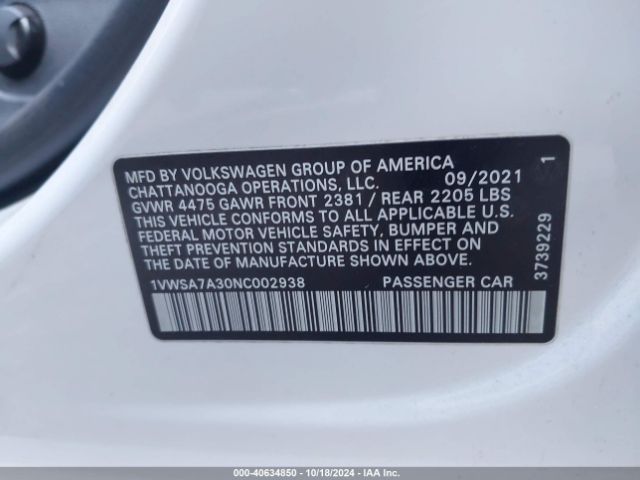 MFD BY VOLKSWAGEN GROUP OF AMERICA
CHATTANOOGA OPERATIONS, LLC. 09/2021
GVWR 4475 GAWR FRONT 2381 / REAR 2205 LBS
THIS VEHICLE CONFORMS TO ALL APPLICABLE U.S.
FEDERAL MOTOR VEHICLE SAFETY, BUMPER AND
THEFT PREVENTION STANDARDS IN EFFECT ON
THE DATE OF MANUFACTURE SHOWN ABOVE.
1VWSA7A30NC002938 PASSENGER CAR
3739229
1
000-40634850 | 10/18/2024 - IAAI.COM